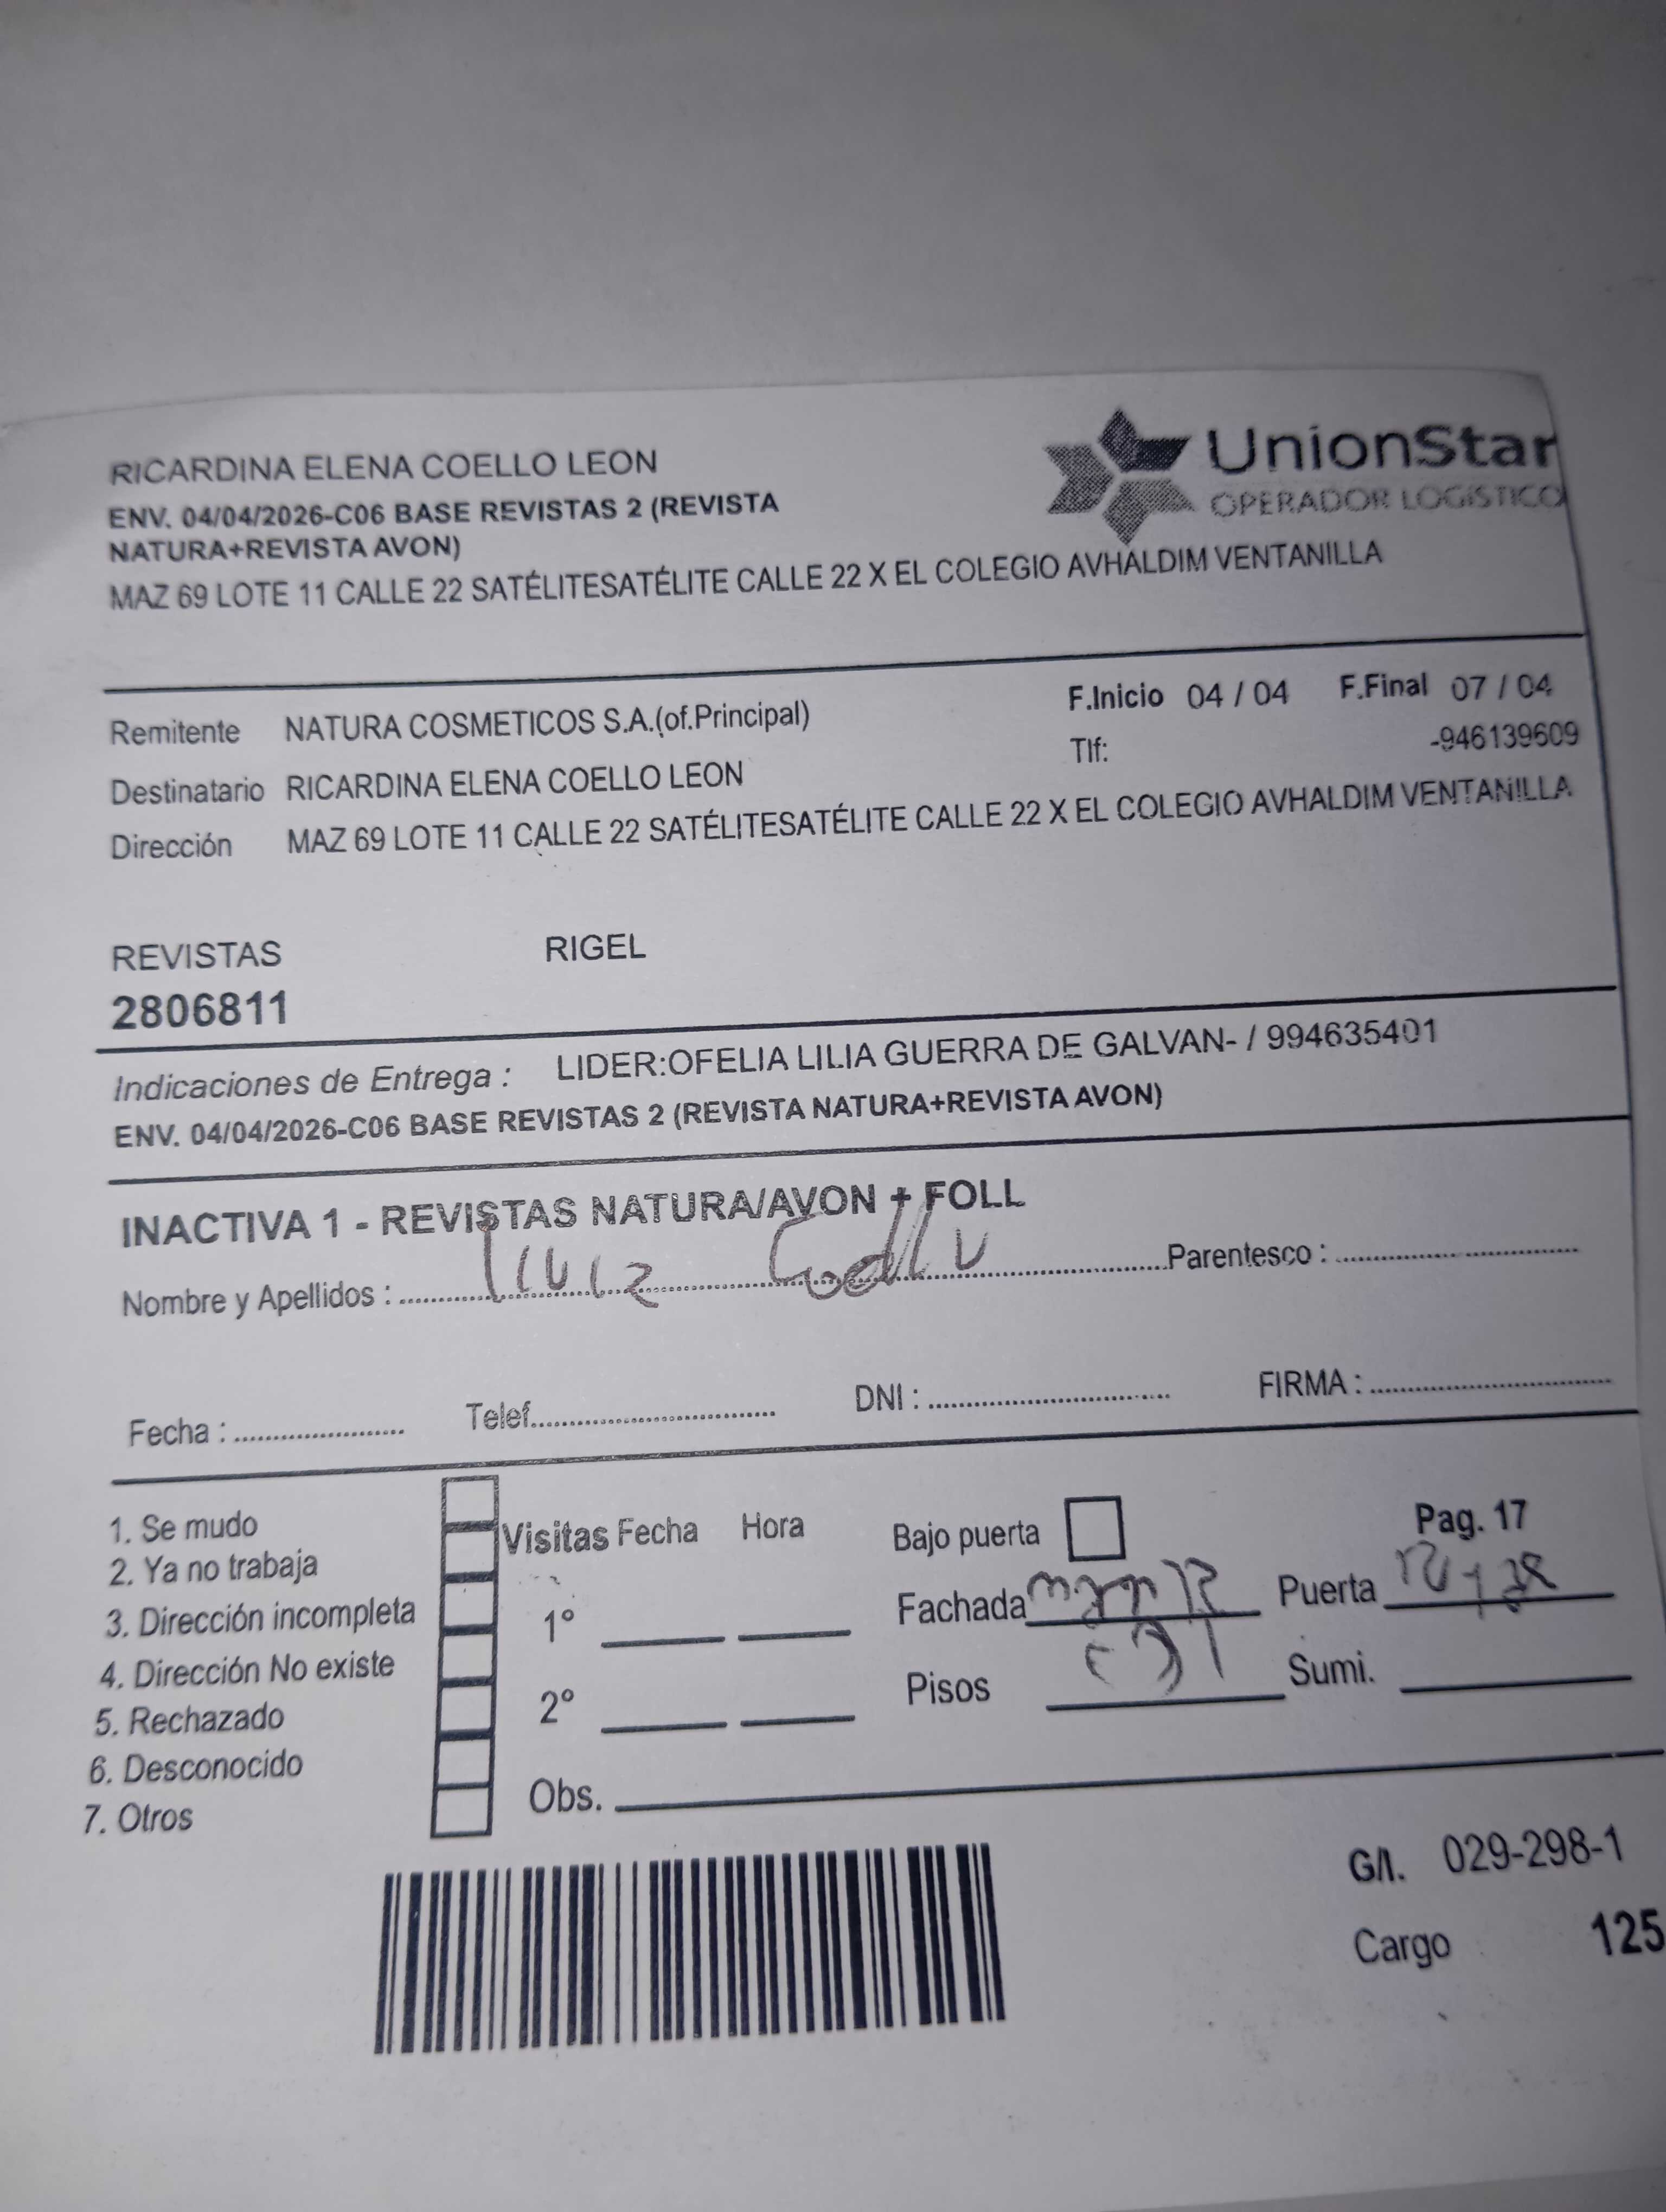 RICARDINA ELENA COELLO LEON
ENV. 04/04/2026-C06 BASE REVISTAS 2 (REVISTA
NATURA+REVISTA AVON)
MAZ 69 LOTE 11 CALLE 22 SATÉLITESATÉLITE CALLE 22 X EL COLEGIO AVHALDIM VENTANILLA
UnionStar
OPERADOR LOGÍSTICO
Remitente NATURA COSMETICOS S.A.(of.Principal)
F.Inicio 04 / 04 F.Final 07 / 04
Tlf: -946139609
Destinatario RICARDINA ELENA COELLO LEON
Dirección MAZ 69 LOTE 11 CALLE 22 SATÉLITESATÉLITE CALLE 22 X EL COLEGIO AVHALDIM VENTANILLA
REVISTAS RIGEL
2806811
Indicaciones de Entrega : LIDER:OFELIA LILIA GUERRA DE GALVAN- / 994635401
ENV. 04/04/2026-C06 BASE REVISTAS 2 (REVISTA NATURA+REVISTA AVON)
INACTIVA 1 - REVISTAS NATURA/AVON + FOLL
Nombre y Apellidos : Parentesco :
Fecha : Telef. DNI : FIRMA :
1. Se mudo
2. Ya no trabaja
3. Dirección incompleta
4. Dirección No existe
5. Rechazado
6. Desconocido
7. Otros
Visitas Fecha Hora
1°
2°
Obs.
Bajo puerta
Pag. 17
Fachada Puerta
Pisos Sumi.
G/I. 029-298-1
Cargo 125